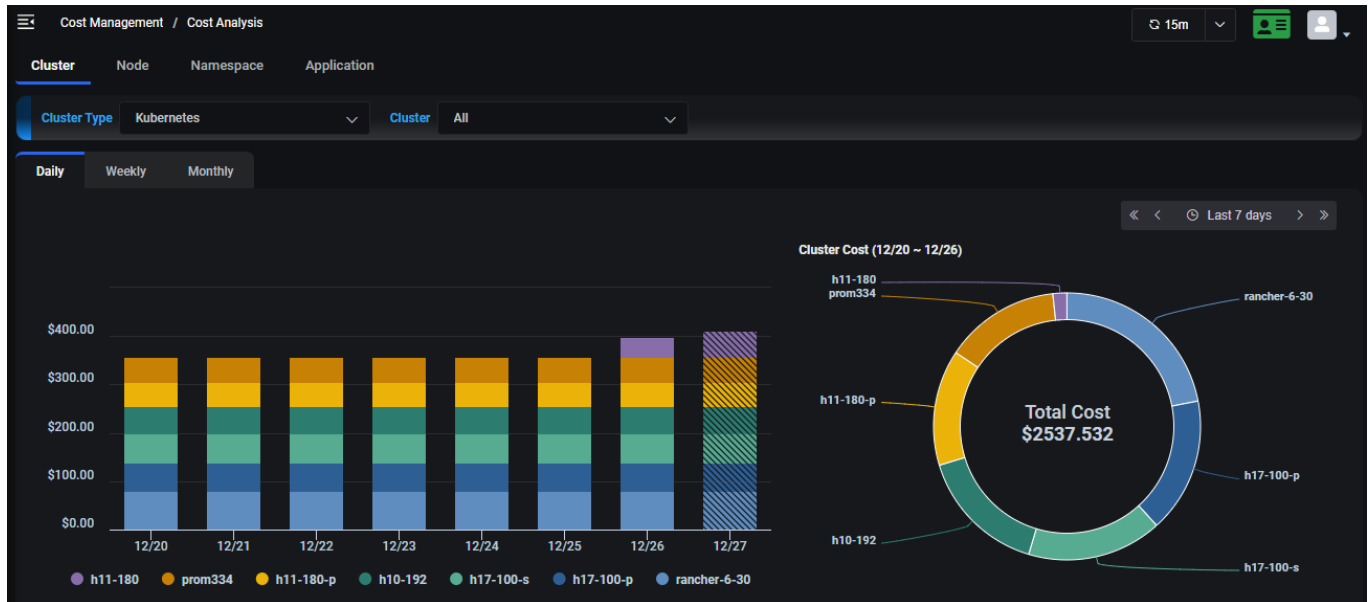 Cost Management / Cost Analysis
15m
Cluster Node Namespace Application
Cluster Type Kubernetes Cluster All
Daily Weekly Monthly
Last 7 days
$400.00
$300.00
$200.00
$100.00
$0.00
12/20 12/21 12/22 12/23 12/24 12/25 12/26 12/27
h11-180 prom334 h11-180-p h10-192 h17-100-s h17-100-p rancher-6-30
Cluster Cost (12/20 ~ 12/26)
h11-180
prom334
rancher-6-30
h11-180-p
Total Cost
$2537.532
h17-100-p
h10-192
h17-100-s